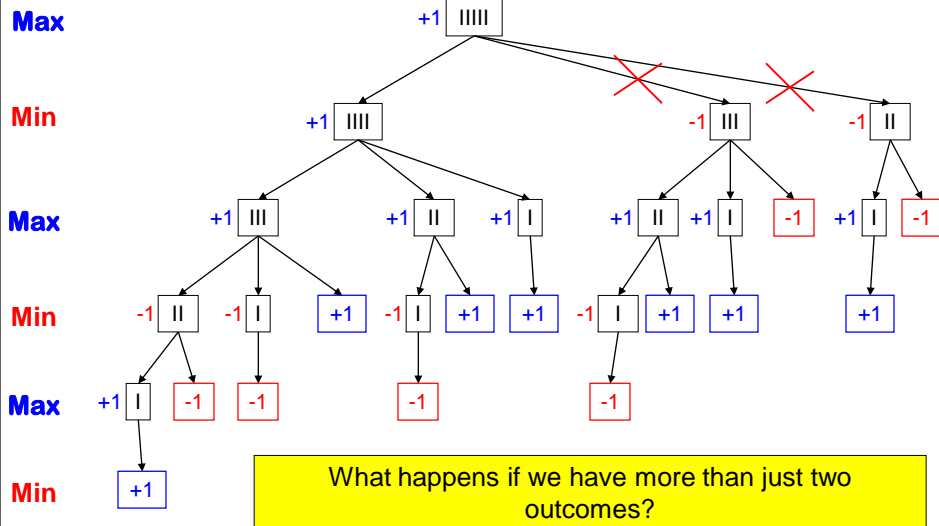 Max
+1 IIIII
Min
+1 IIII
-1 III
-1 II
Max
+1 III
+1 II
+1 I
+1 II
+1 I
-1
+1 I
-1
Min
-1 II
-1 I
+1
-1 I
+1
+1
-1 I
+1
+1
+1
Max
+1 I
-1
-1
-1
-1
Min
+1
What happens if we have more than just two
outcomes?